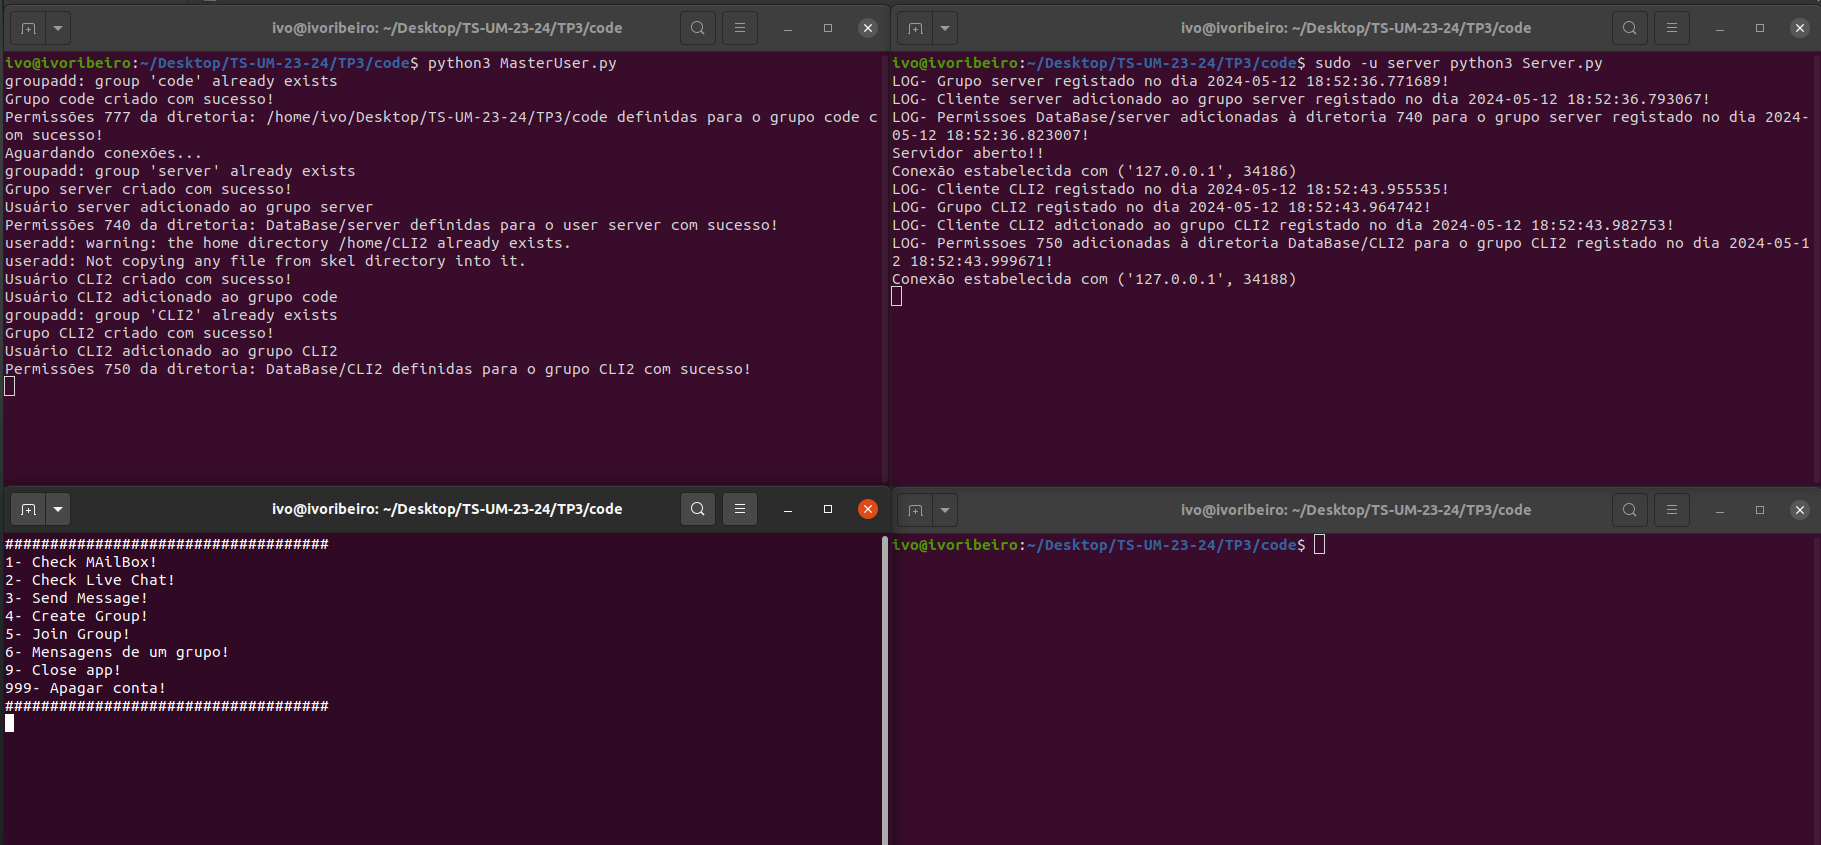 ivo@ivoribeiro: ~/Desktop/TS-UM-23-24/TP3/code
ivo@ivoribeiro:~/Desktop/TS-UM-23-24/TP3/code$ python3 MasterUser.py
groupadd: group 'code' already exists
Grupo code criado com sucesso!
Permissões 777 da diretoria: /home/ivo/Desktop/TS-UM-23-24/TP3/code definidas para o grupo code c
om sucesso!
Aguardando conexões...
groupadd: group 'server' already exists
Grupo server criado com sucesso!
Usuário server adicionado ao grupo server
Permissões 740 da diretoria: DataBase/server definidas para o user server com sucesso!
useradd: warning: the home directory /home/CLI2 already exists.
useradd: Not copying any file from skel directory into it.
Usuário CLI2 criado com sucesso!
Usuário CLI2 adicionado ao grupo code
groupadd: group 'CLI2' already exists
Grupo CLI2 criado com sucesso!
Usuário CLI2 adicionado ao grupo CLI2
Permissões 750 da diretoria: DataBase/CLI2 definidas para o grupo CLI2 com sucesso!
ivo@ivoribeiro: ~/Desktop/TS-UM-23-24/TP3/code
ivo@ivoribeiro:~/Desktop/TS-UM-23-24/TP3/code$ sudo -u server python3 Server.py
LOG- Grupo server registado no dia 2024-05-12 18:52:36.771689!
LOG- Cliente server adicionado ao grupo server registado no dia 2024-05-12 18:52:36.793067!
LOG- Permissoes DataBase/server adicionadas à diretoria 740 para o grupo server registado no dia 2024-
05-12 18:52:36.823007!
Servidor aberto!!
Conexão estabelecida com ('127.0.0.1', 34186)
LOG- Cliente CLI2 registado no dia 2024-05-12 18:52:43.955535!
LOG- Grupo CLI2 registado no dia 2024-05-12 18:52:43.964742!
LOG- Cliente CLI2 adicionado ao grupo CLI2 registado no dia 2024-05-12 18:52:43.982753!
LOG- Permissoes 750 adicionadas à diretoria DataBase/CLI2 para o grupo CLI2 registado no dia 2024-05-1
2 18:52:43.999671!
Conexão estabelecida com ('127.0.0.1', 34188)
ivo@ivoribeiro: ~/Desktop/TS-UM-23-24/TP3/code
####################################
1- Check MAilBox!
2- Check Live Chat!
3- Send Message!
4- Create Group!
5- Join Group!
6- Mensagens de um grupo!
9- Close app!
999- Apagar conta!
####################################
ivo@ivoribeiro: ~/Desktop/TS-UM-23-24/TP3/code
ivo@ivoribeiro:~/Desktop/TS-UM-23-24/TP3/code$